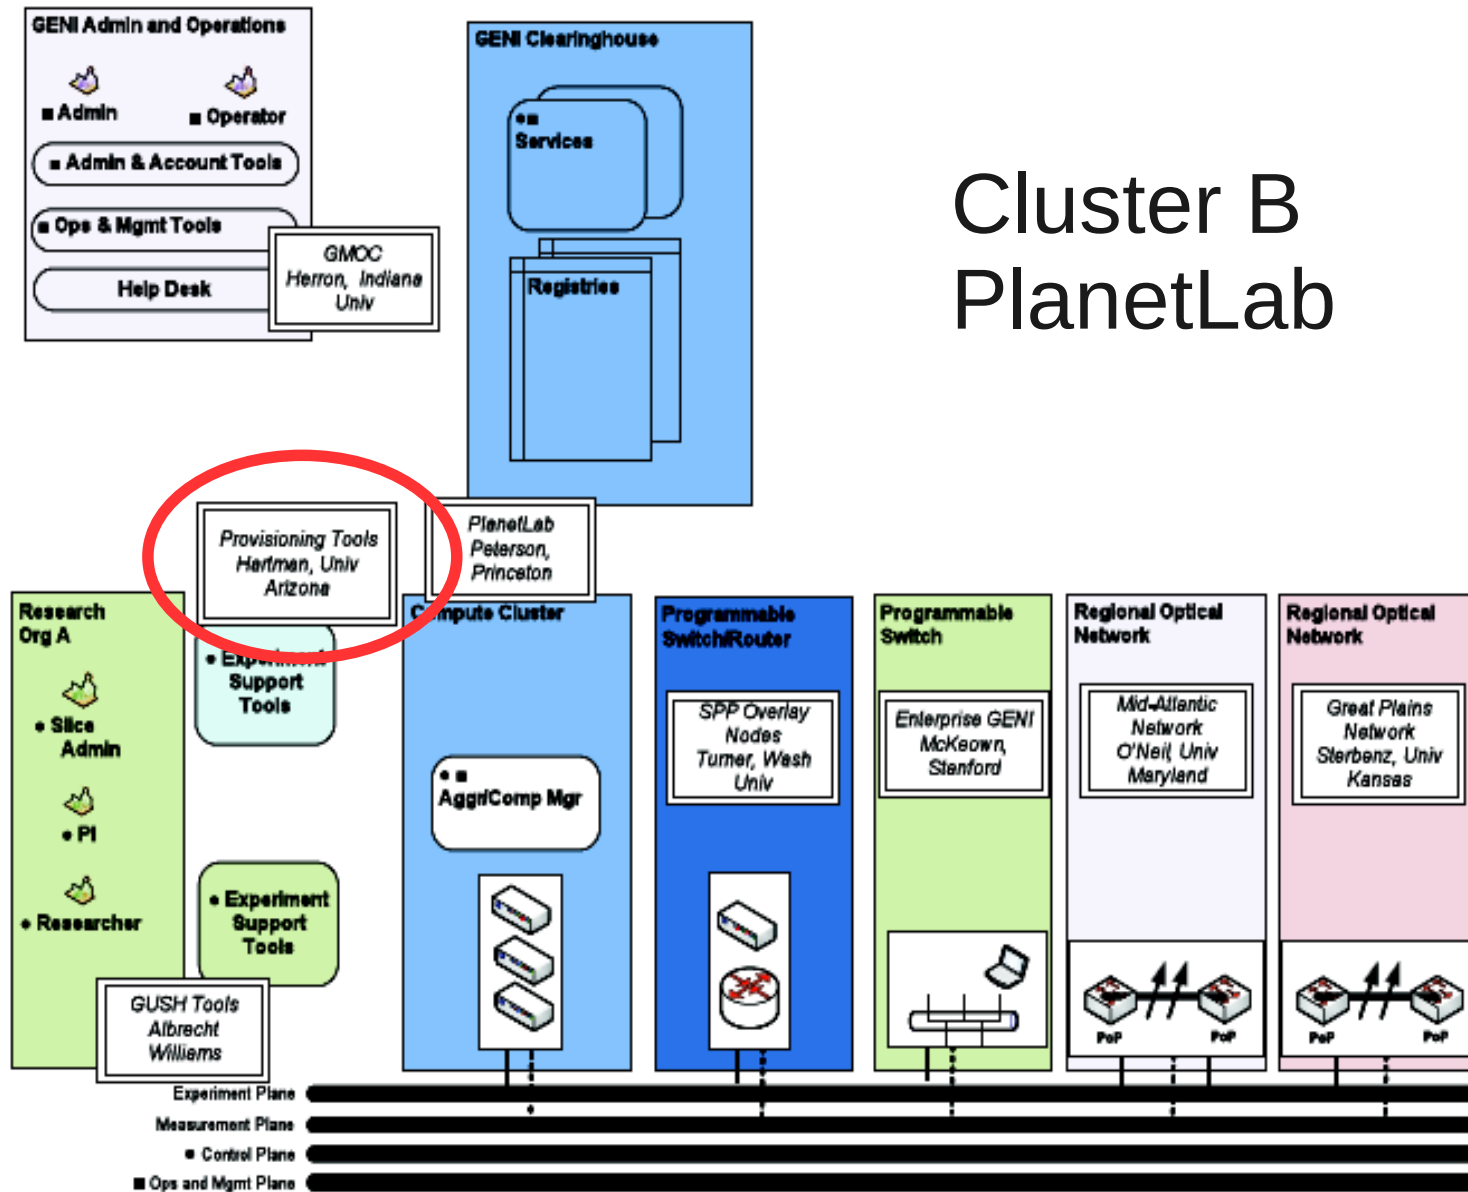 GENI Admin and Operations
■ Admin
■ Operator
■ Admin & Account Tools
■ Ops & Mgmt Tools
Help Desk
GMOC
Herron, Indiana
Univ
GENI Clearinghouse
●■
Services
Registries
Cluster B
PlanetLab
Provisioning Tools
Hartman, Univ
Arizona
PlanetLab
Peterson,
Princeton
Research
Org A
● Slice
Admin
● PI
● Researcher
● Experiment
Support
Tools
● Experiment
Support
Tools
GUSH Tools
Albrecht
Williams
Compute Cluster
● ■
Aggr/Comp Mgr
Programmable
Switch/Router
SPP Overlay
Nodes
Turner, Wash
Univ
Programmable
Switch
Enterprise GENI
McKeown,
Stanford
Regional Optical
Network
Mid-Atlantic
Network
O'Neil, Univ
Maryland
PoP
PoP
Regional Optical
Network
Great Plains
Network
Sterbenz, Univ
Kansas
PoP
PoP
Experiment Plane
Measurement Plane
● Control Plane
■ Ops and Mgmt Plane